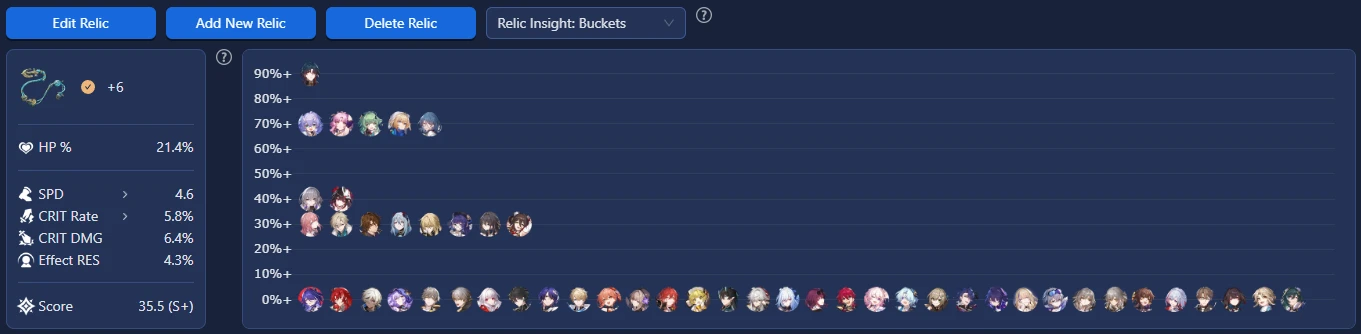 Edit Relic
Add New Relic
Delete Relic
Relic Insight: Buckets
?
+6
?
HP % 21.4%
SPD 4.6
CRIT Rate 5.8%
CRIT DMG 6.4%
Effect RES 4.3%
Score 35.5 (S+)
90%+
80%+
70%+
60%+
50%+
40%+
30%+
20%+
10%+
0%+